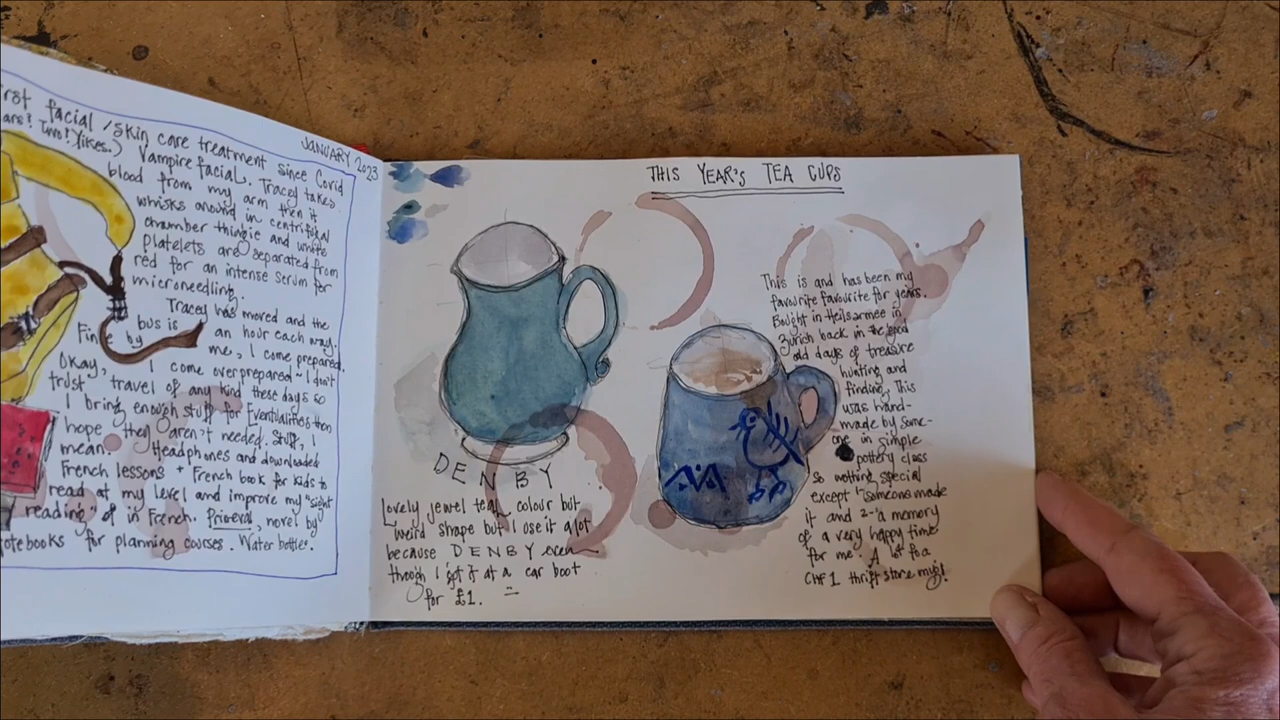 JANUARY 2023
rst facial / skin care treatment since Covid
ars? Two? Yikes.) Vampire facial. Tracey takes
blood from my arm then it
whisks around in centrifugal
chamber thingie and white
platelets are separated from
red for an intense serum for
microneedling.
Tracey has moved and the
Fine by bus is an hour each way.
me, I come prepared.
Okay, I come overprepared ~ I don't
trust travel of any kind these days so
I bring enough stuff for Eventualities then
hope they aren't needed. Stuff, I
mean. Headphones and downloaded
French lessons + French book for kids to
read at my level and improve my "sight
reading" of in French. Primeval, novel by
notebooks for planning courses. Water bottle.
THIS YEAR'S TEA CUPS
DENBY
Lovely jewel teal colour but
weird shape but I use it a lot
because DENBY even
though I got it at a car boot
for £1.
This is and has been my
favourite favourite for years.
Bought in Heilsarmee in
Zurich back in the good
old days of treasure
hunting and
finding. This
was hand-
made by some-
one in simple
pottery class
so nothing special
except 1- someone made
it and 2- a memory
of a very happy time
for me. A lot for a
CHF 1 thrift store mug!